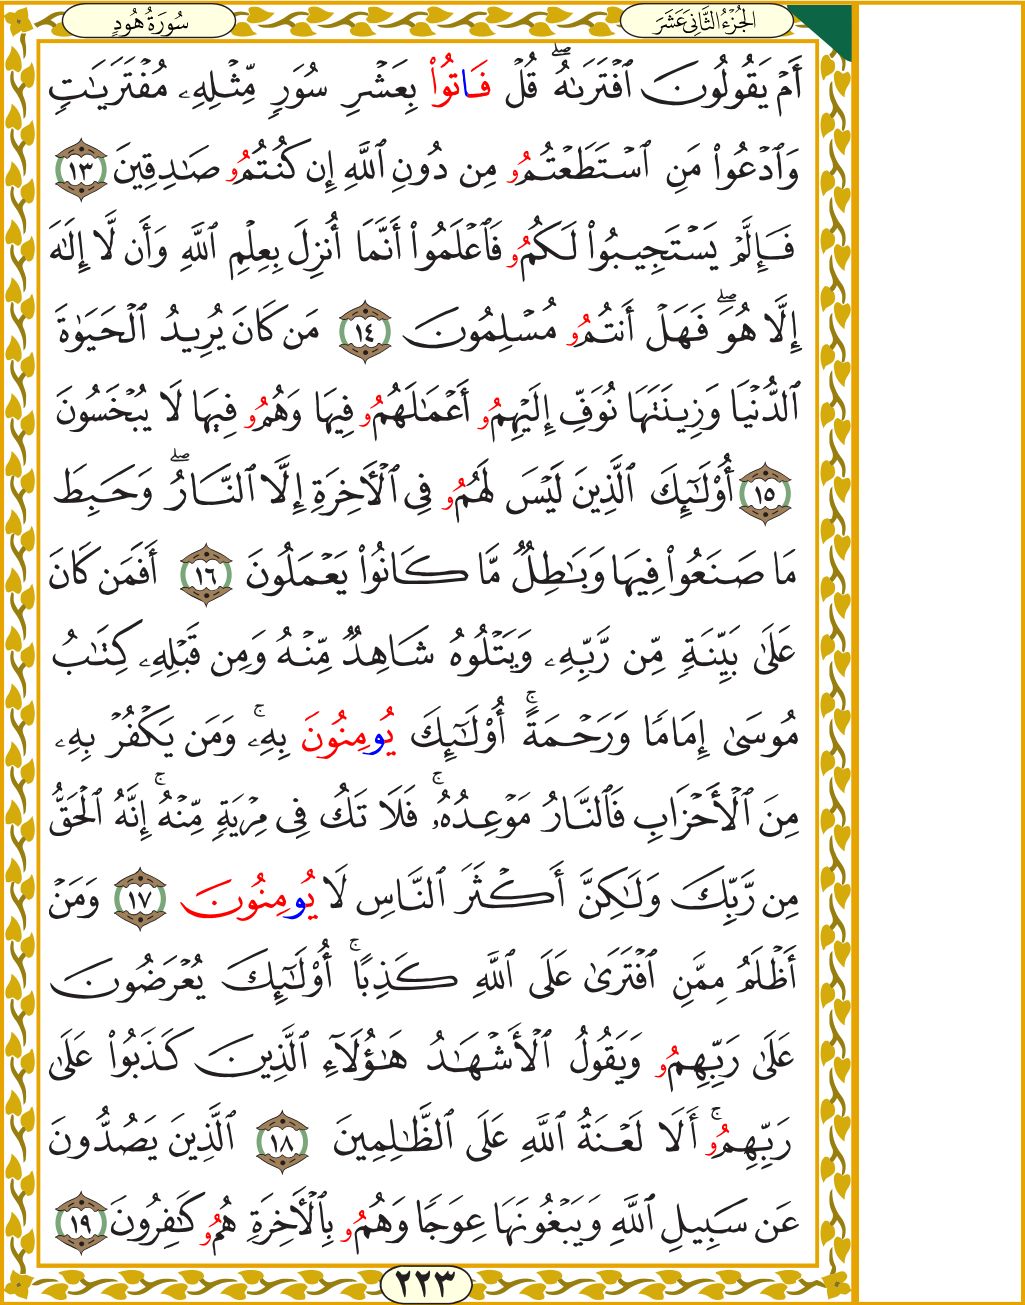 الجُزْءُ الثَّانِيَ عَشَرَ
سُورَةُ هُودٍ
أَمْ يَقُولُونَ ٱفْتَرَىٰهُۖ قُلْ فَاتُوا۟ بِعَشْرِ سُوَرٍ مِّثْلِهِۦ مُفْتَرَيَٰتٍ
وَٱدْعُوا۟ مَنِ ٱسْتَطَعْتُمُۥ مِن دُونِ ٱللَّهِ إِن كُنتُمُۥ صَٰدِقِينَ ١٣
فَإِلَّمْ يَسْتَجِيبُوا۟ لَكُمُۥ فَٱعْلَمُوا۟ أَنَّمَا أُنزِلَ بِعِلْمِ ٱللَّهِ وَأَن لَّا إِلَٰهَ
إِلَّا هُوَۖ فَهَلْ أَنتُمُۥ مُسْلِمُونَ ١٤ مَن كَانَ يُرِيدُ ٱلْحَيَوٰةَ
ٱلدُّنْيَا وَزِينَتَهَا نُوَفِّ إِلَيْهِمُۥ أَعْمَٰلَهُمُۥ فِيهَا وَهُمُۥ فِيهَا لَا يُبْخَسُونَ
١٥ أُو۟لَٰٓئِكَ ٱلَّذِينَ لَيْسَ لَهُمُۥ فِى ٱلْأَخِرَةِ إِلَّا ٱلنَّارُۖ وَحَبِطَ
مَا صَنَعُوا۟ فِيهَا وَبَٰطِلٌ مَّا كَانُوا۟ يَعْمَلُونَ ١٦ أَفَمَن كَانَ
عَلَىٰ بَيِّنَةٍ مِّن رَّبِّهِۦ وَيَتْلُوهُ شَاهِدٌ مِّنْهُ وَمِن قَبْلِهِۦ كِتَٰبُ
مُوسَىٰ إِمَامًا وَرَحْمَةًۚ أُو۟لَٰٓئِكَ يُومِنُونَ بِهِۦۚ وَمَن يَكْفُرْ بِهِۦ
مِنَ ٱلْأَحْزَابِ فَٱلنَّارُ مَوْعِدُهُۥۚ فَلَا تَكُ فِى مِرْيَةٍ مِّنْهُۚ إِنَّهُ ٱلْحَقُّ
مِن رَّبِّكَ وَلَٰكِنَّ أَكْثَرَ ٱلنَّاسِ لَا يُومِنُونَ ١٧ وَمَنْ
أَظْلَمُ مِمَّنِ ٱفْتَرَىٰ عَلَى ٱللَّهِ كَذِبًاۚ أُو۟لَٰٓئِكَ يُعْرَضُونَ
عَلَىٰ رَبِّهِمُۥ وَيَقُولُ ٱلْأَشْهَٰدُ هَٰؤُلَآءِ ٱلَّذِينَ كَذَبُوا۟ عَلَىٰ
رَبِّهِمُۥۚ أَلَا لَعْنَةُ ٱللَّهِ عَلَى ٱلظَّٰلِمِينَ ١٨ ٱلَّذِينَ يَصُدُّونَ
عَن سَبِيلِ ٱللَّهِ وَيَبْغُونَهَا عِوَجًا وَهُمُۥ بِٱلْأَخِرَةِ هُمُۥ كَٰفِرُونَ ١٩
٢٢٣